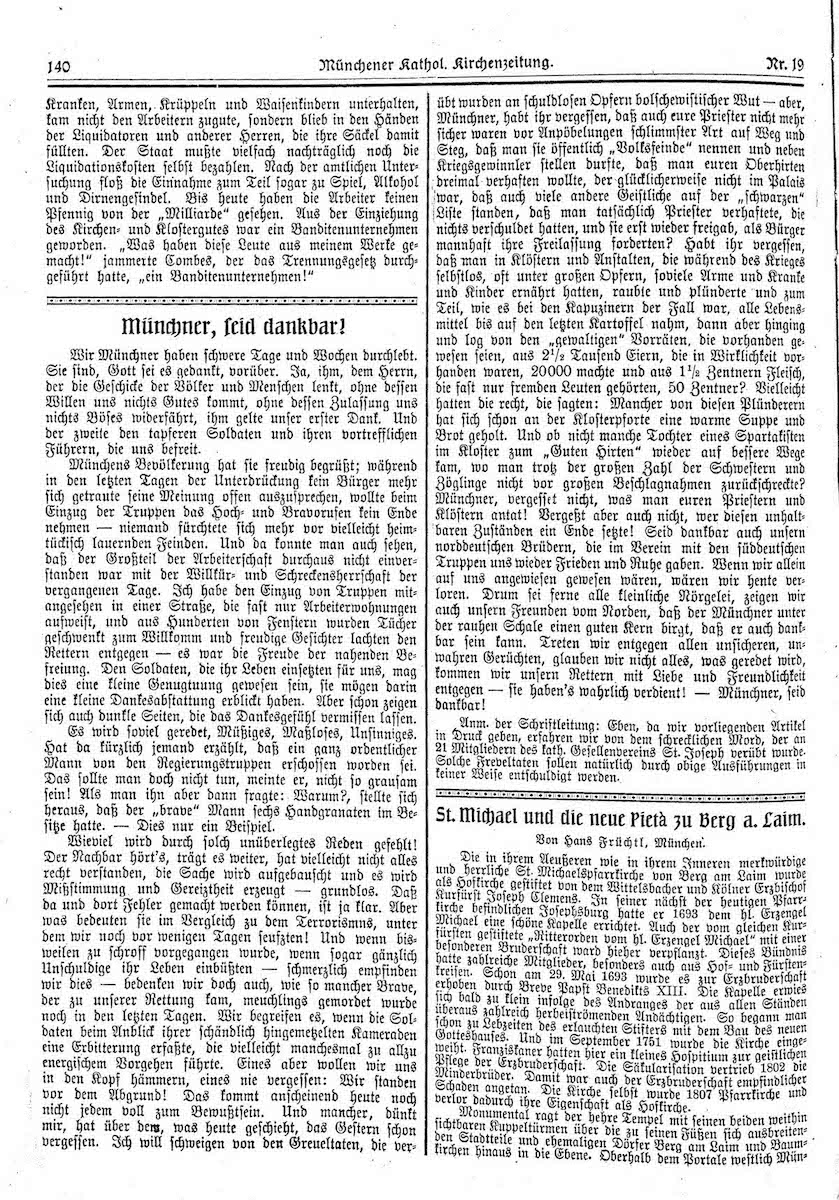 140
Münchener Kathol. Kirchenzeitung.
Nr. 19
Kranken, Armen, Krüppeln und Waisenkindern unterhalten,
kam nicht den Arbeitern zugute, sondern blieb in den Händen
der Liquidatoren und anderer Herren, die ihre Säckel damit
füllten. Der Staat mußte vielfach nachträglich noch die
Liquidationskosten selbst bezahlen. Nach der amtlichen Unter-
suchung floß die Einnahme zum Teil sogar zu Spiel, Alkohol
und Dirnengesindel. Bis heute haben die Arbeiter keinen
Pfennig von der „Milliarde“ gesehen. Aus der Einziehung
des Kirchen- und Klostergutes war ein Banditenunternehmen
geworden. „Was haben diese Leute aus meinem Werke ge-
macht!“ jammerte Combes, der das Trennungsgesetz durch-
geführt hatte, „ein Banditenunternehmen!“
Münchner, seid dankbar!
Wir Münchner haben schwere Tage und Wochen durchlebt.
Sie sind, Gott sei es gedankt, vorüber. Ja, ihm, dem Herrn,
der die Geschicke der Völker und Menschen lenkt, ohne dessen
Willen uns nichts Gutes kommt, ohne dessen Zulassung uns
nichts Böses widerfährt, ihm gelte unser erster Dank. Und
der zweite den tapferen Soldaten und ihren vortrefflichen
Führern, die uns befreit.
Münchens Bevölkerung hat sie freudig begrüßt; während
in den letzten Tagen der Unterdrückung kein Bürger mehr
sich getraute seine Meinung offen auszusprechen, wollte beim
Einzug der Truppen das Hoch- und Bravorufen kein Ende
nehmen — niemand fürchtete sich mehr vor vielleicht heim-
tückisch lauernden Feinden. Und da konnte man auch sehen,
daß der Großteil der Arbeiterschaft durchaus nicht einver-
standen war mit der Willkür- und Schreckensherrschaft der
vergangenen Tage. Ich habe den Einzug von Truppen mit-
angesehen in einer Straße, die fast nur Arbeiterwohnungen
aufweist, und aus Hunderten von Fenstern wurden Tücher
geschwenkt zum Willkomm und freudige Gesichter lachten den
Rettern entgegen — es war die Freude der nahenden Be-
freiung. Den Soldaten, die ihr Leben einsetzten für uns, mag
dies eine kleine Genugtuung gewesen sein, sie mögen darin
eine kleine Dankesabstattung erblickt haben. Aber schon zeigen
sich auch dunkle Seiten, die das Dankesgefühl vermissen lassen.
Es wird soviel geredet, Müßiges, Maßloses, Unsinniges.
Hat da kürzlich jemand erzählt, daß ein ganz ordentlicher
Mann von den Regierungstruppen erschossen worden sei.
Das sollte man doch nicht tun, meinte er, nicht so grausam
sein! Als man ihn aber dann fragte: Warum?, stellte sich
heraus, daß der „brave“ Mann sechs Handgranaten im Be-
sitze hatte. — Dies nur ein Beispiel.
Wieviel wird durch solch unüberlegtes Reden gefehlt!
Der Nachbar hört's, trägt es weiter, hat vielleicht nicht alles
recht verstanden, die Sache wird aufgebauscht und es wird
Mißstimmung und Gereiztheit erzeugt — grundlos. Daß
da und dort Fehler gemacht werden können, ist ja klar. Aber
was bedeuten sie im Vergleich zu dem Terrorismns, unter
dem wir noch vor wenigen Tagen seufzten! Und wenn bis-
weilen zu schroff vorgegangen wurde, wenn sogar gänzlich
Unschuldige ihr Leben einbüßten — schmerzlich empfinden
wir dies — bedenken wir doch auch, wie so mancher Brave,
der zu unserer Rettung kam, meuchlings gemordet wurde
noch in den letzten Tagen. Wir begreifen es, wenn die Sol-
daten beim Anblick ihrer schändlich hingemetzelten Kameraden
eine Erbitterung erfaßte, die vielleicht manchesmal zu allzu
energischem Vorgehen führte. Eines aber wollen wir uns
in den Kopf hämmern, eines nie vergessen: Wir standen
vor dem Abgrund! Das kommt anscheinend heute noch
nicht jedem voll zum Bewußtsein. Und mancher, dünkt
mir, hat über dem, was heute geschieht, das Gestern schon
vergessen. Ich will schweigen von den Greueltaten, die ver-
übt wurden an schuldlosen Opfern bolschewistischer Wut — aber,
Münchner, habt ihr vergessen, daß auch eure Priester nicht mehr
sicher waren vor Anpöbelungen schlimmster Art auf Weg und
Steg, daß man sie öffentlich „Volksfeinde“ nennen und neben
Kriegsgewinnler stellen durfte, daß man euren Oberhirten
dreimal verhaften wollte, der glücklicherweise nicht im Palais
war, daß auch viele andere Geistliche auf der „schwarzen“
Liste standen, daß man tatsächlich Priester verhaftete, die
nichts verschuldet hatten, und sie erst wieder freigab, als Bürger
mannhaft ihre Freilassung forderten? Habt ihr vergessen,
daß man in Klöstern und Anstalten, die während des Krieges
selbstlos, oft unter großen Opfern, soviele Arme und Kranke
und Kinder ernährt hatten, raubte und plünderte und zum
Teil, wie es bei den Kapuzinern der Fall war, alle Lebens-
mittel bis auf den letzten Kartoffel nahm, dann aber hinging
und log von den „gewaltigen“ Vorräten, die vorhanden ge-
wesen seien, aus 2½ Tausend Eiern, die in Wirklichkeit vor-
handen waren, 20000 machte und aus 1½ Zentnern Fleisch,
die fast nur fremden Leuten gehörten, 50 Zentner? Vielleicht
hatten die recht, die sagten: Mancher von diesen Plünderern
hat sich schon an der Klosterpforte eine warme Suppe und
Brot geholt. Und ob nicht manche Tochter eines Spartakisten
im Kloster zum „Guten Hirten“ wieder auf bessere Wege
kam, wo man trotz der großen Zahl der Schwestern und
Zöglinge nicht vor großen Beschlagnahmen zurückschreckte?
Münchner, vergesset nicht, was man euren Priestern und
Klöstern antat! Vergeßt aber auch nicht, wer diesen unhalt-
baren Zuständen ein Ende setzte! Seid dankbar auch unsern
norddeutschen Brüdern, die im Verein mit den süddeutschen
Truppen uns wieder Frieden und Ruhe gaben. Wenn wir allein
auf uns angewiesen gewesen wären, wären wir hente ver-
loren. Drum sei ferne alle kleinliche Nörgelei, zeigen wir
auch unsern Freunden vom Norden, daß der Münchner unter
der rauhen Schale einen guten Kern birgt, daß er auch dank-
bar sein kann. Treten wir entgegen allen unsicheren, un-
wahren Gerüchten, glauben wir nicht alles, was geredet wird,
kommen wir unsern Rettern mit Liebe und Freundlichkeit
entgegen — sie haben's wahrlich verdient! — Münchner, seid
dankbar!
Anm. der Schriftleitung: Eben, da wir vorliegenden Artikel
in Druck geben, erfahren wir von dem schrecklichen Mord, der an
21 Mitgliedern des kath. Gesellenvereins St. Joseph verübt wurde.
Solche Freveltaten sollen natürlich durch obige Ausführungen in
keiner Weise entschuldigt werden.
St. Michael und die neue Pietà zu Berg a. Laim.
Von Hans Früchtl, München.
Die in ihrem Aeußeren wie in ihrem Inneren merkwürdige
und herrliche St. Michaelspfarrkirche von Berg am Laim wurde
als Hofkirche gestiftet von dem Wittelsbacher und Kölner Erzbischof
Kurfürst Joseph Clemens. In seiner nächst der heutigen Pfarr-
kirche befindlichen Josephsburg hatte er 1693 dem hl. Erzengel
Michael eine schöne Kapelle errichtet. Auch der vom gleichen Kur-
fürsten gestiftete „Ritterorden vom hl. Erzengel Michael“ mit einer
besonderen Bruderschaft ward hieher verpflanzt. Dieses Bündnis
hatte zahlreiche Mitglieder, besonders auch aus Hof- und Fürsten-
kreisen. Schon am 29. Mai 1693 wurde es zur Erzbruderschaft
erhoben durch Breve Papst Benedikts XIII. Die Kapelle erwies
sich bald zu klein infolge des Andranges der aus allen Ständen
überaus zahlreich herbeiströmenden Andächtigen. So begann man
schon zu Lebzeiten des erlauchten Stifters mit dem Bau des neuen
Gotteshauses. Und im September 1751 wurde die Kirche einge-
weiht. Franziskaner hatten hier ein kleines Hospitium zur geistlichen
Pflege der Erzbruderschaft. Die Säkularisation vertrieb 1802 die
Minderbrüder. Damit war auch der Erzbruderschaft empfindlicher
Schaden angetan. Die Kirche selbst wurde 1807 Pfarrkirche und
verlor dadurch ihre Eigenschaft als Hofkirche.
Monumental ragt der hehre Tempel mit seinen beiden weithin
sichtbaren Kuppeltürmen über die zu seinen Füßen sich ausbreiten-
den Stadtteile und ehemaligen Dörfer Berg am Laim und Baum-
kirchen hinaus in die Ebene. Oberhalb dem Portale westlich Mün-